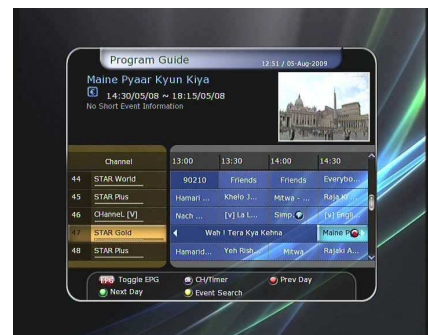 Program Guide
12:51 / 05-Aug-2009
Maine Pyaar Kyun Kiya
€ 14:30/05/08 ~ 18:15/05/08
No Short Event Information
Channel 13:00 13:30 14:00 14:30
44 STAR World 90210 Friends Friends Everybo...
45 STAR Plus Hamari ... Khelo J... Mitwa - ... Raja Ki ...
46 CHanneL [V] Nach ... [v] La L... Simp. [v] Engli...
47 STAR Gold Wah ! Tera Kya Kehna Maine P
48 STAR Plus Hamarid... Yeh Rish... Mitwa Rajaki A...
EPG Toggle EPG CH/Timer Prev Day
Next Day Event Search